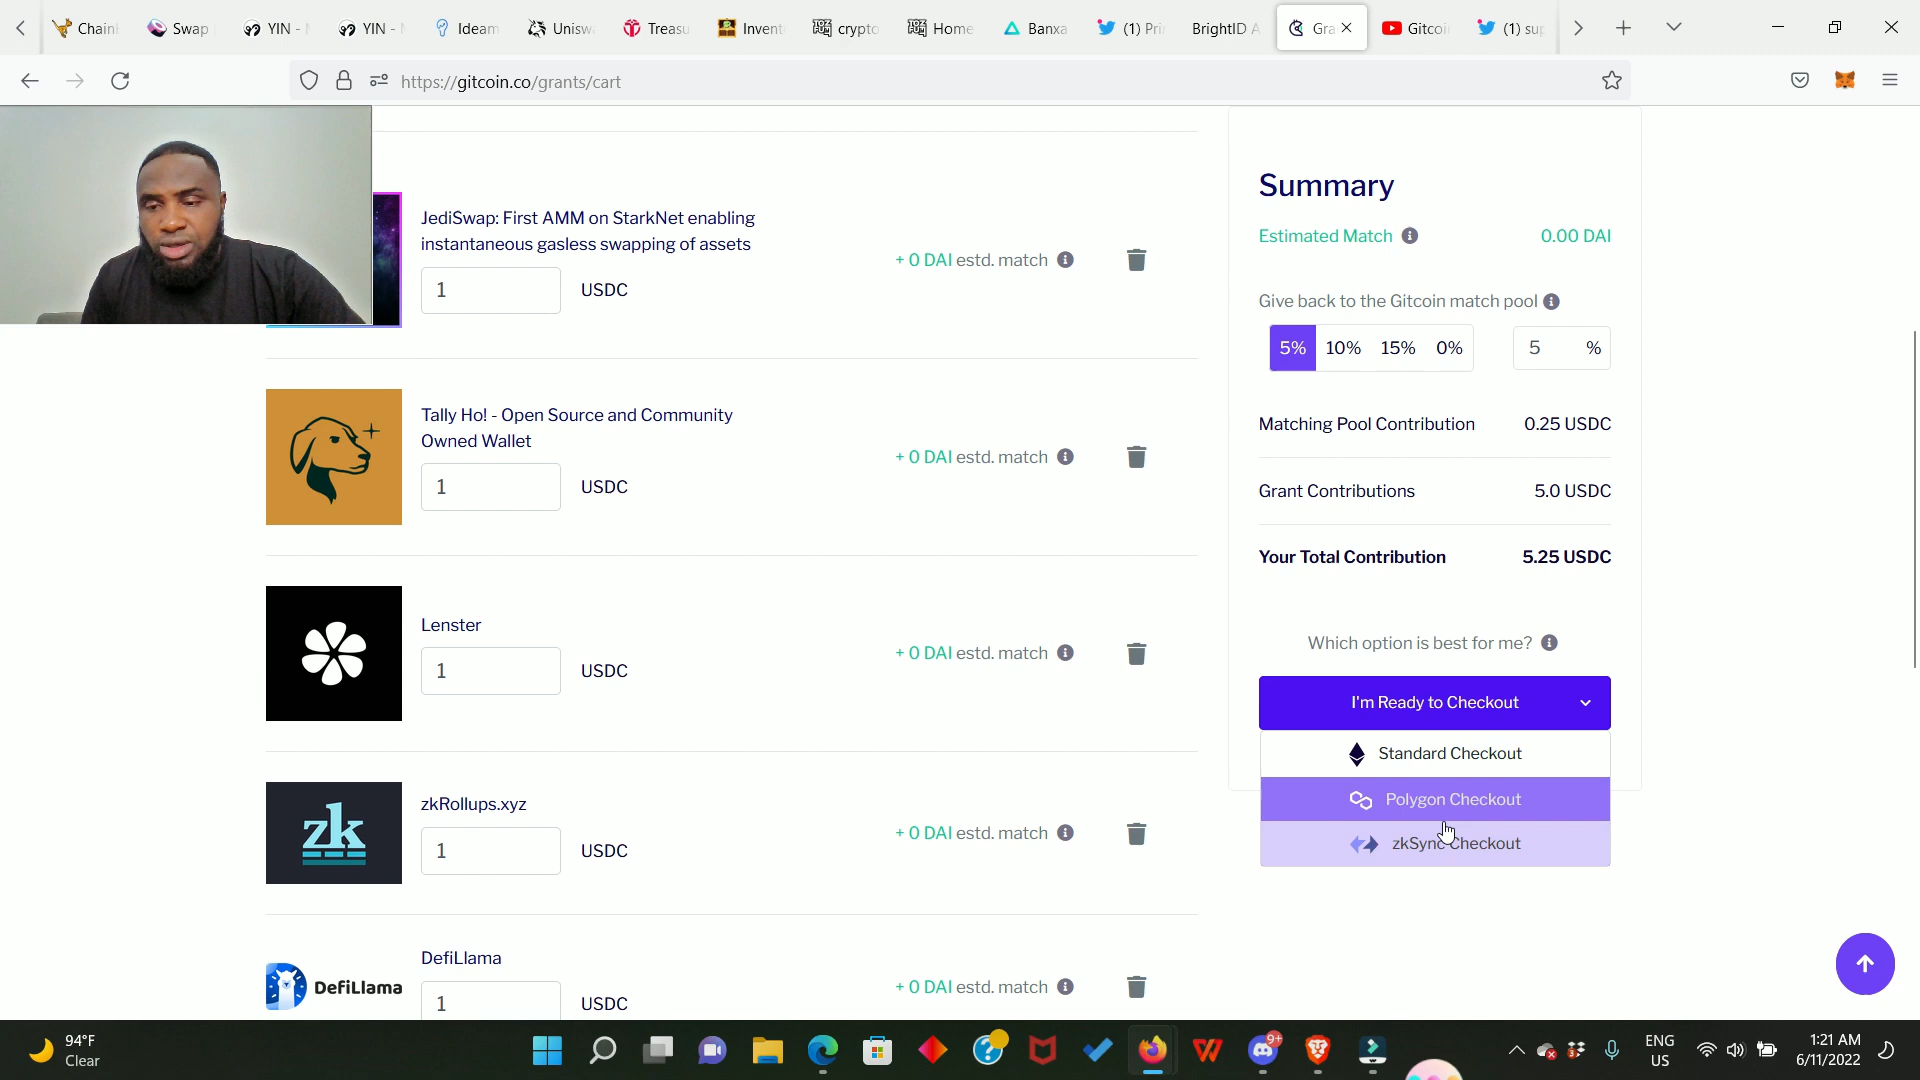 Chain
Swap
YIN -
YIN -
Ideam
Unisw
Treasu
Invent
crypto
Home
Banxa
(1) Pri
BrightID A
Gra
Gitcoi
(1) sup
https://gitcoin.co/grants/cart
JediSwap: First AMM on StarkNet enabling
instantaneous gasless swapping of assets
1 USDC
+ 0 DAI estd. match
Tally Ho! - Open Source and Community
Owned Wallet
1 USDC
+ 0 DAI estd. match
Lenster
1 USDC
+ 0 DAI estd. match
zk
zkRollups.xyz
1 USDC
+ 0 DAI estd. match
DefiLlama
DefiLlama
1 USDC
+ 0 DAI estd. match
Summary
Estimated Match 0.00 DAI
Give back to the Gitcoin match pool
5% 10% 15% 0% 5 %
Matching Pool Contribution 0.25 USDC
Grant Contributions 5.0 USDC
Your Total Contribution 5.25 USDC
Which option is best for me?
I'm Ready to Checkout
Standard Checkout
Polygon Checkout
zkSync Checkout
94°F
Clear
9+
ENG
US
1:21 AM
6/11/2022